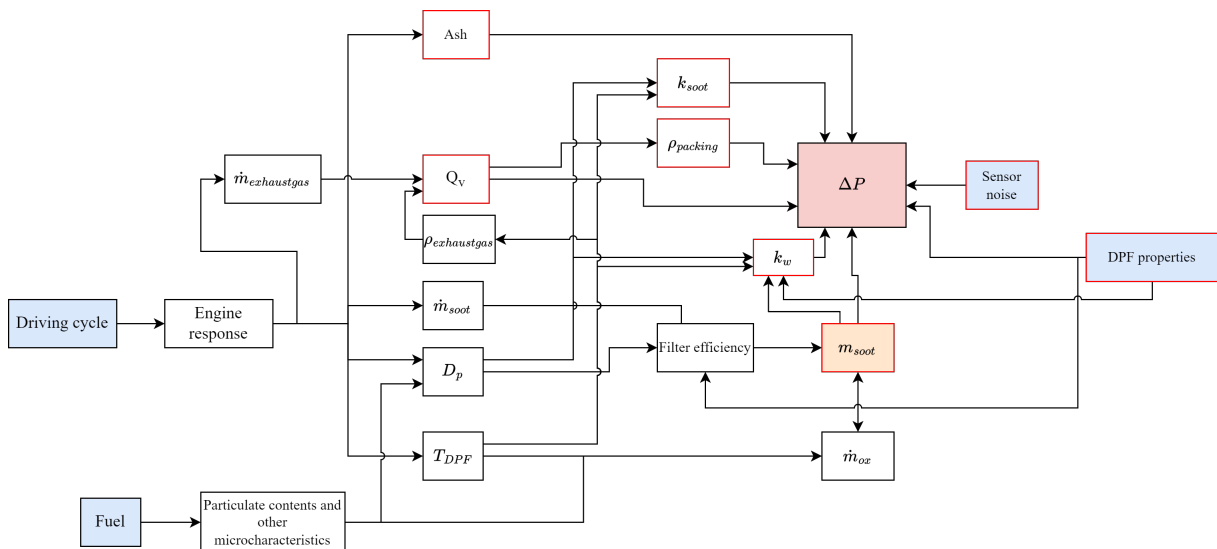 Ash
k_soot
ρ_packing
ṁ_exhaustgas
Q_v
ΔP
Sensor
noise
ρ_exhaustgas
k_w
DPF properties
Driving cycle
Engine
response
ṁ_soot
Filter efficiency
m_soot
D_p
T_DPF
ṁ_ox
Fuel
Particulate contents and
other
microcharacteristics